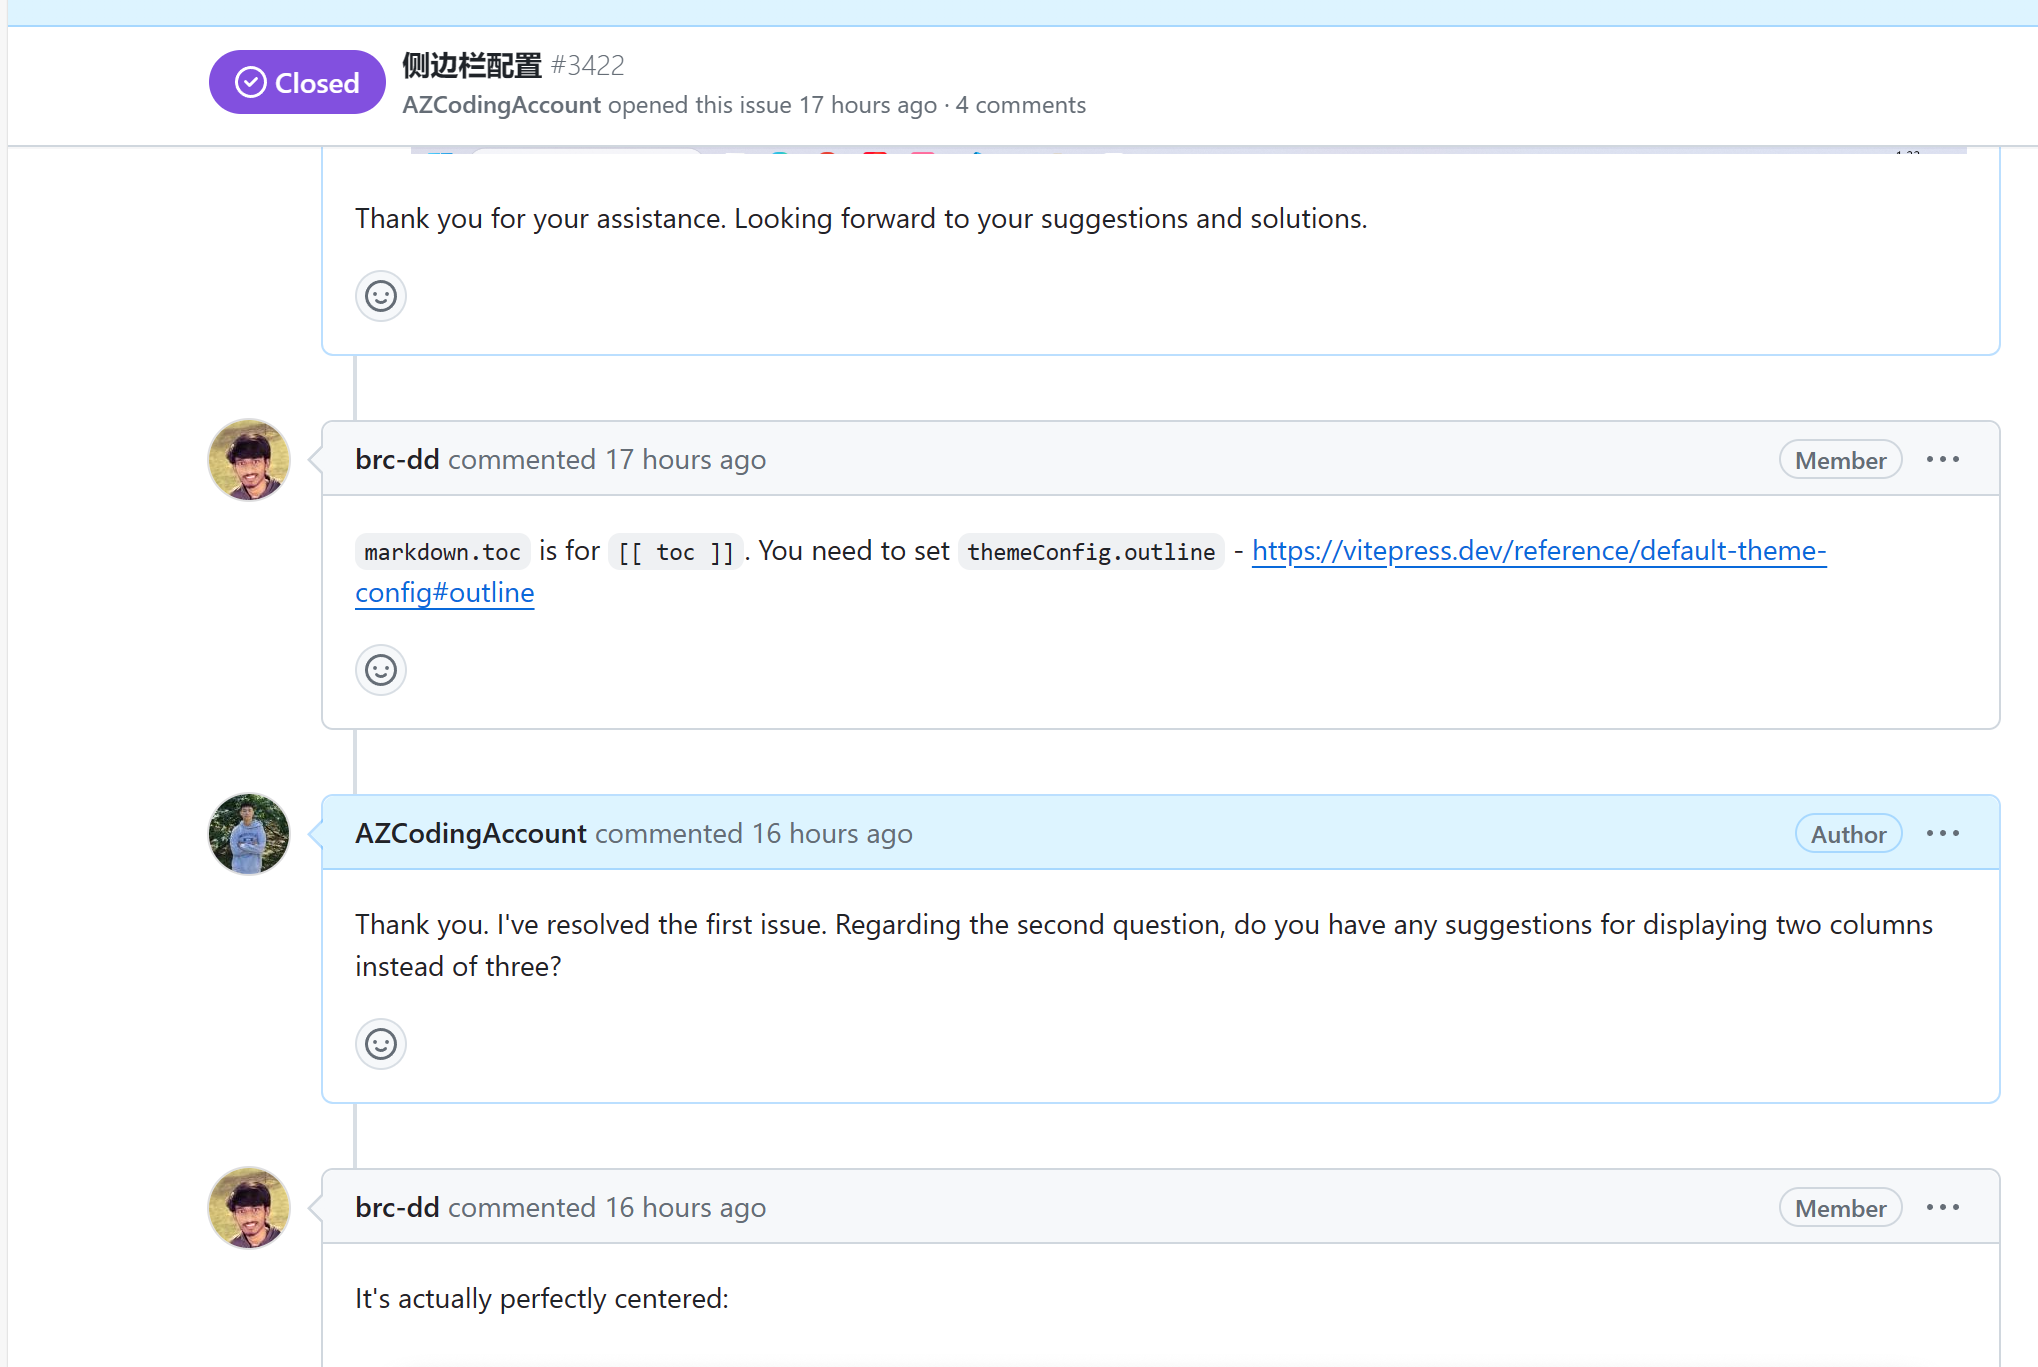 Closed
侧边栏配置 #3422
AZCodingAccount opened this issue 17 hours ago · 4 comments
Thank you for your assistance. Looking forward to your suggestions and solutions.
brc-dd commented 17 hours ago
Member
markdown.toc is for [[ toc ]]. You need to set themeConfig.outline - https://vitepress.dev/reference/default-theme-
config#outline
AZCodingAccount commented 16 hours ago
Author
Thank you. I've resolved the first issue. Regarding the second question, do you have any suggestions for displaying two columns
instead of three?
brc-dd commented 16 hours ago
Member
It's actually perfectly centered: